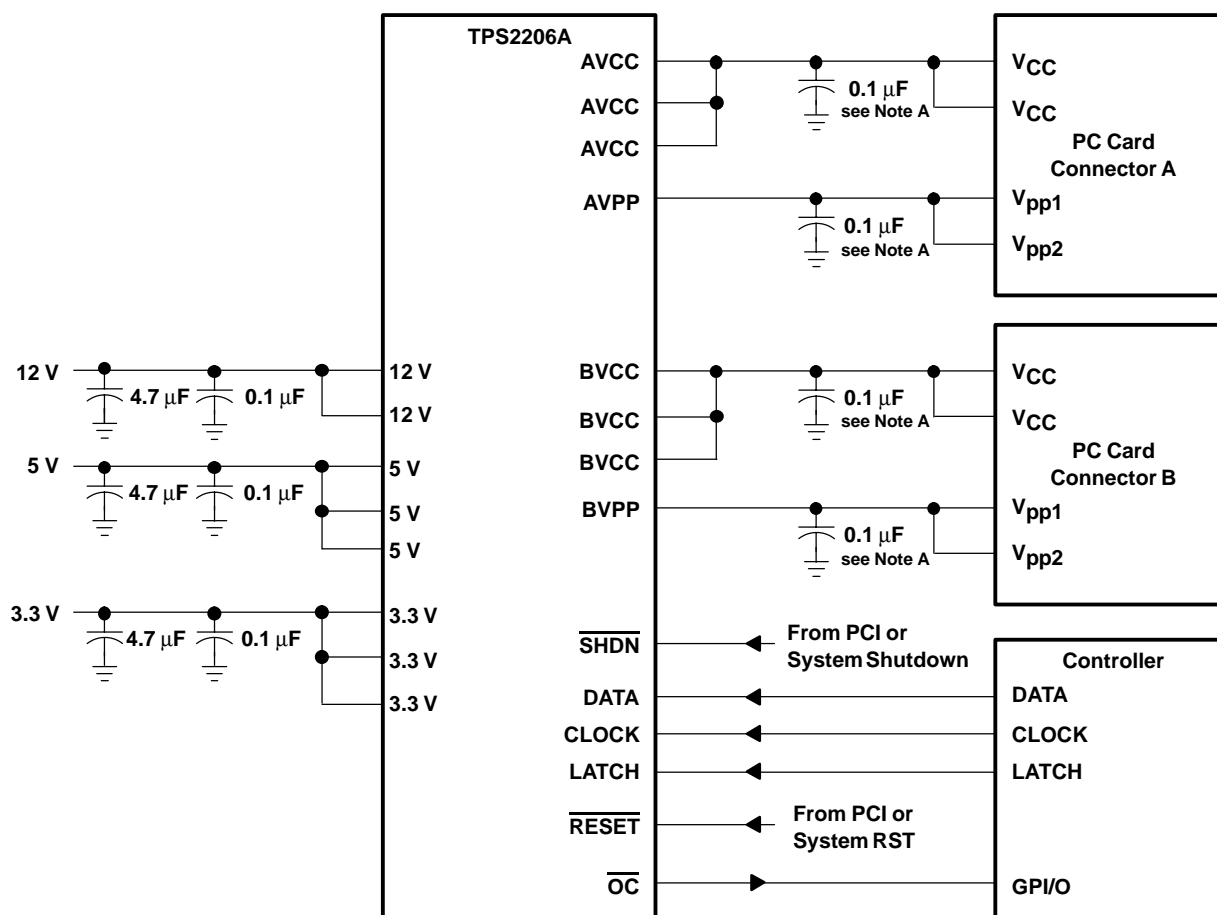 TPS2206A
AVCC
AVCC
AVCC
AVPP
0.1 μF
see Note A
0.1 μF
see Note A
VCC
VCC
PC Card
Connector A
Vpp1
Vpp2
12 V
4.7 μF
0.1 μF
12 V
12 V
5 V
4.7 μF
0.1 μF
5 V
5 V
5 V
3.3 V
4.7 μF
0.1 μF
3.3 V
3.3 V
3.3 V
BVCC
BVCC
BVCC
BVPP
0.1 μF
see Note A
0.1 μF
see Note A
VCC
VCC
PC Card
Connector B
Vpp1
Vpp2
SHDN
From PCI or
System Shutdown
DATA
CLOCK
LATCH
RESET
From PCI or
System RST
OC
Controller
DATA
CLOCK
LATCH
GPI/O